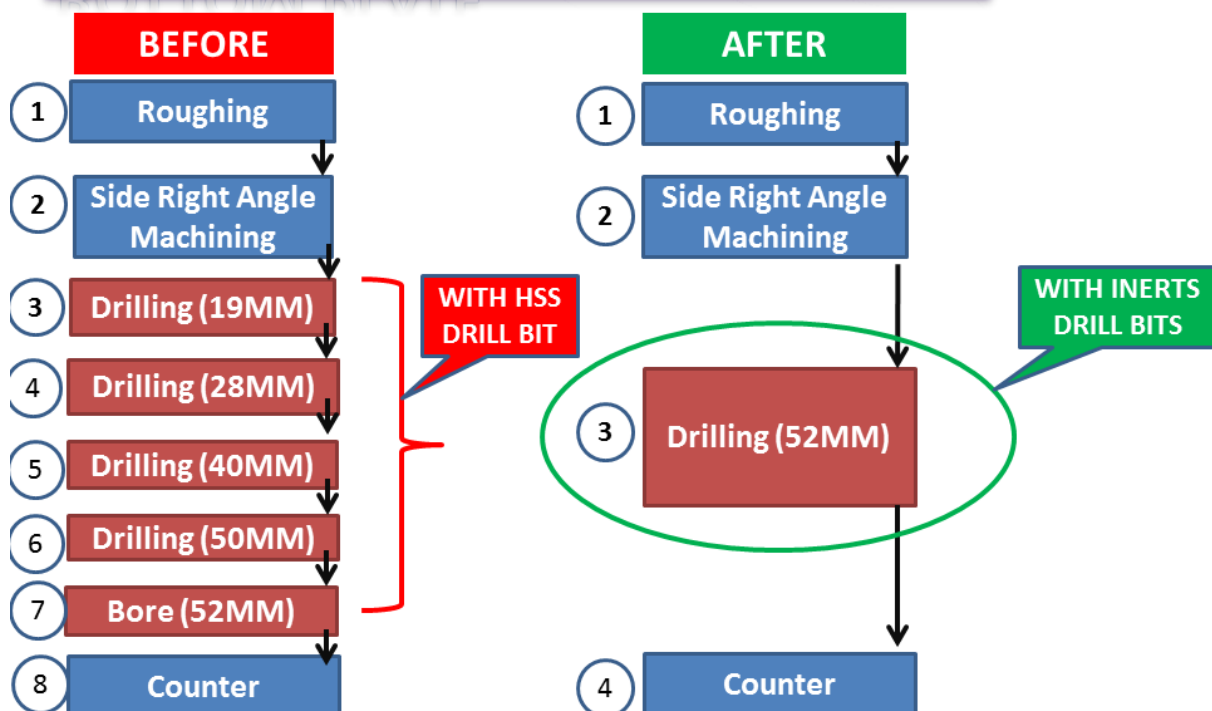 BEFORE
1
Roughing
2
Side Right Angle
Machining
3
Drilling (19MM)
4
Drilling (28MM)
5
Drilling (40MM)
6
Drilling (50MM)
7
Bore (52MM)
8
Counter
WITH HSS
DRILL BIT
AFTER
1
Roughing
2
Side Right Angle
Machining
3
Drilling (52MM)
4
Counter
WITH INERTS
DRILL BITS